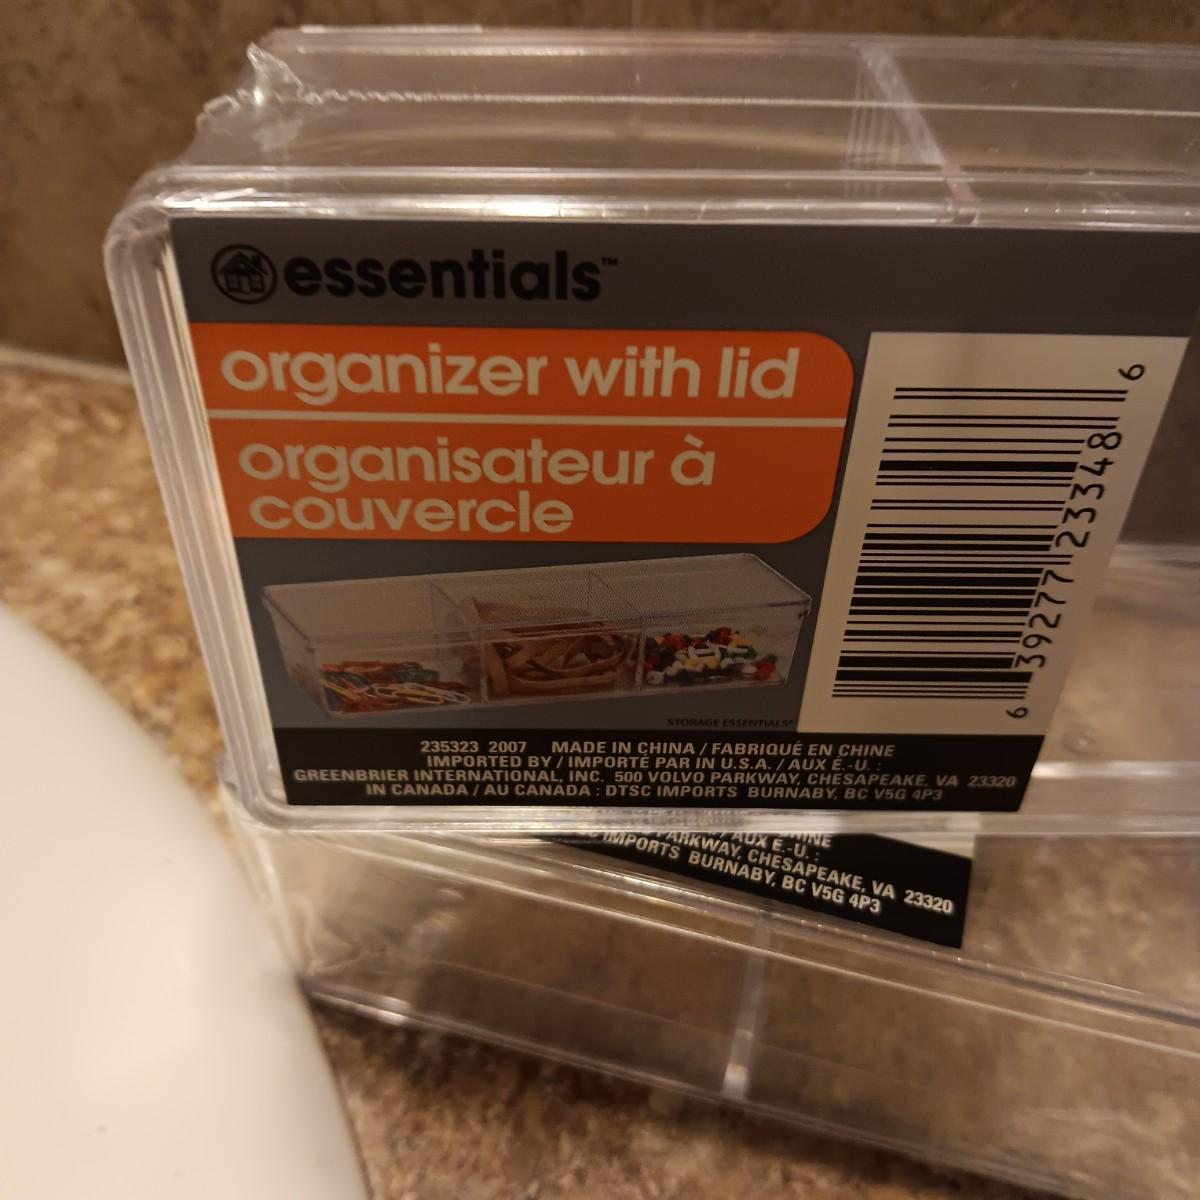 essentials™
organizer with lid
organisateur à
couvercle
6 39277 23348 6
STORAGE ESSENTIALS®
235323 2007 MADE IN CHINA / FABRIQUÉ EN CHINE
IMPORTED BY / IMPORTÉ PAR IN U.S.A. / AUX É.-U. :
GREENBRIER INTERNATIONAL, INC. 500 VOLVO PARKWAY, CHESAPEAKE, VA 23320
IN CANADA / AU CANADA : DTSC IMPORTS BURNABY, BC V5G 4P3
/ AUX É.-U. :
PARKWAY, CHESAPEAKE, VA 23320
IMPORTS BURNABY, BC V5G 4P3